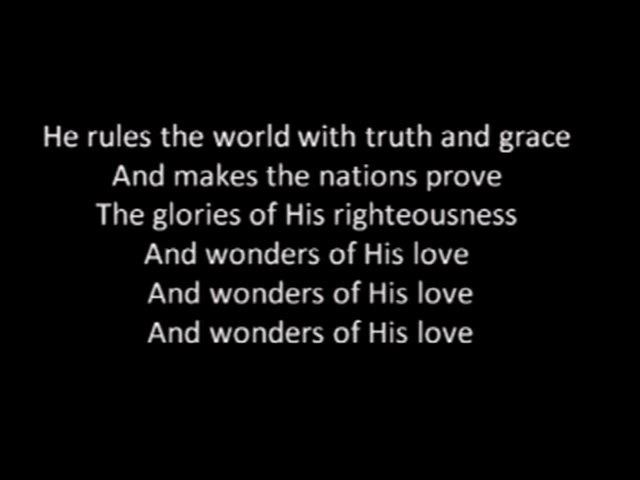 He rules the world with truth and grace
And makes the nations prove
The glories of His righteousness
And wonders of His love
And wonders of His love
And wonders of His love